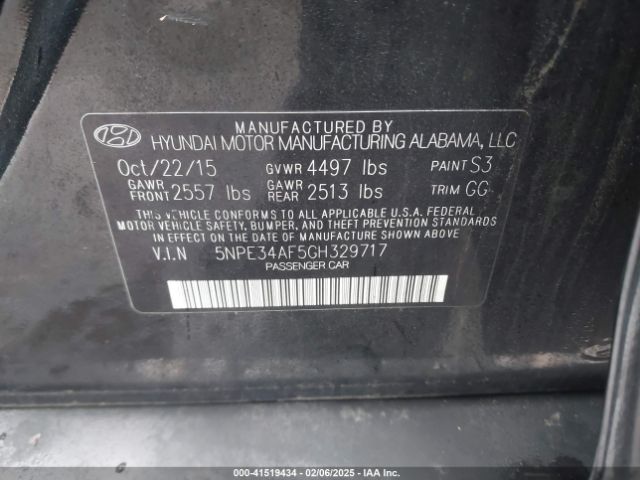 MANUFACTURED BY
HYUNDAI MOTOR MANUFACTURING ALABAMA, LLC
Oct/22/15 GVWR 4497 lbs PAINT S3
GAWR FRONT 2557 lbs GAWR REAR 2513 lbs TRIM GG
THIS VEHICLE CONFORMS TO ALL APPLICABLE U.S.A. FEDERAL
MOTOR VEHICLE SAFETY, BUMPER, AND THEFT PREVENTION STANDARDS
IN EFFECT ON THE DATE OF MANUFACTURE SHOWN ABOVE.
V.I.N 5NPE34AF5GH329717
PASSENGER CAR
000-41519434 - 02/06/2025 - IAA Inc.